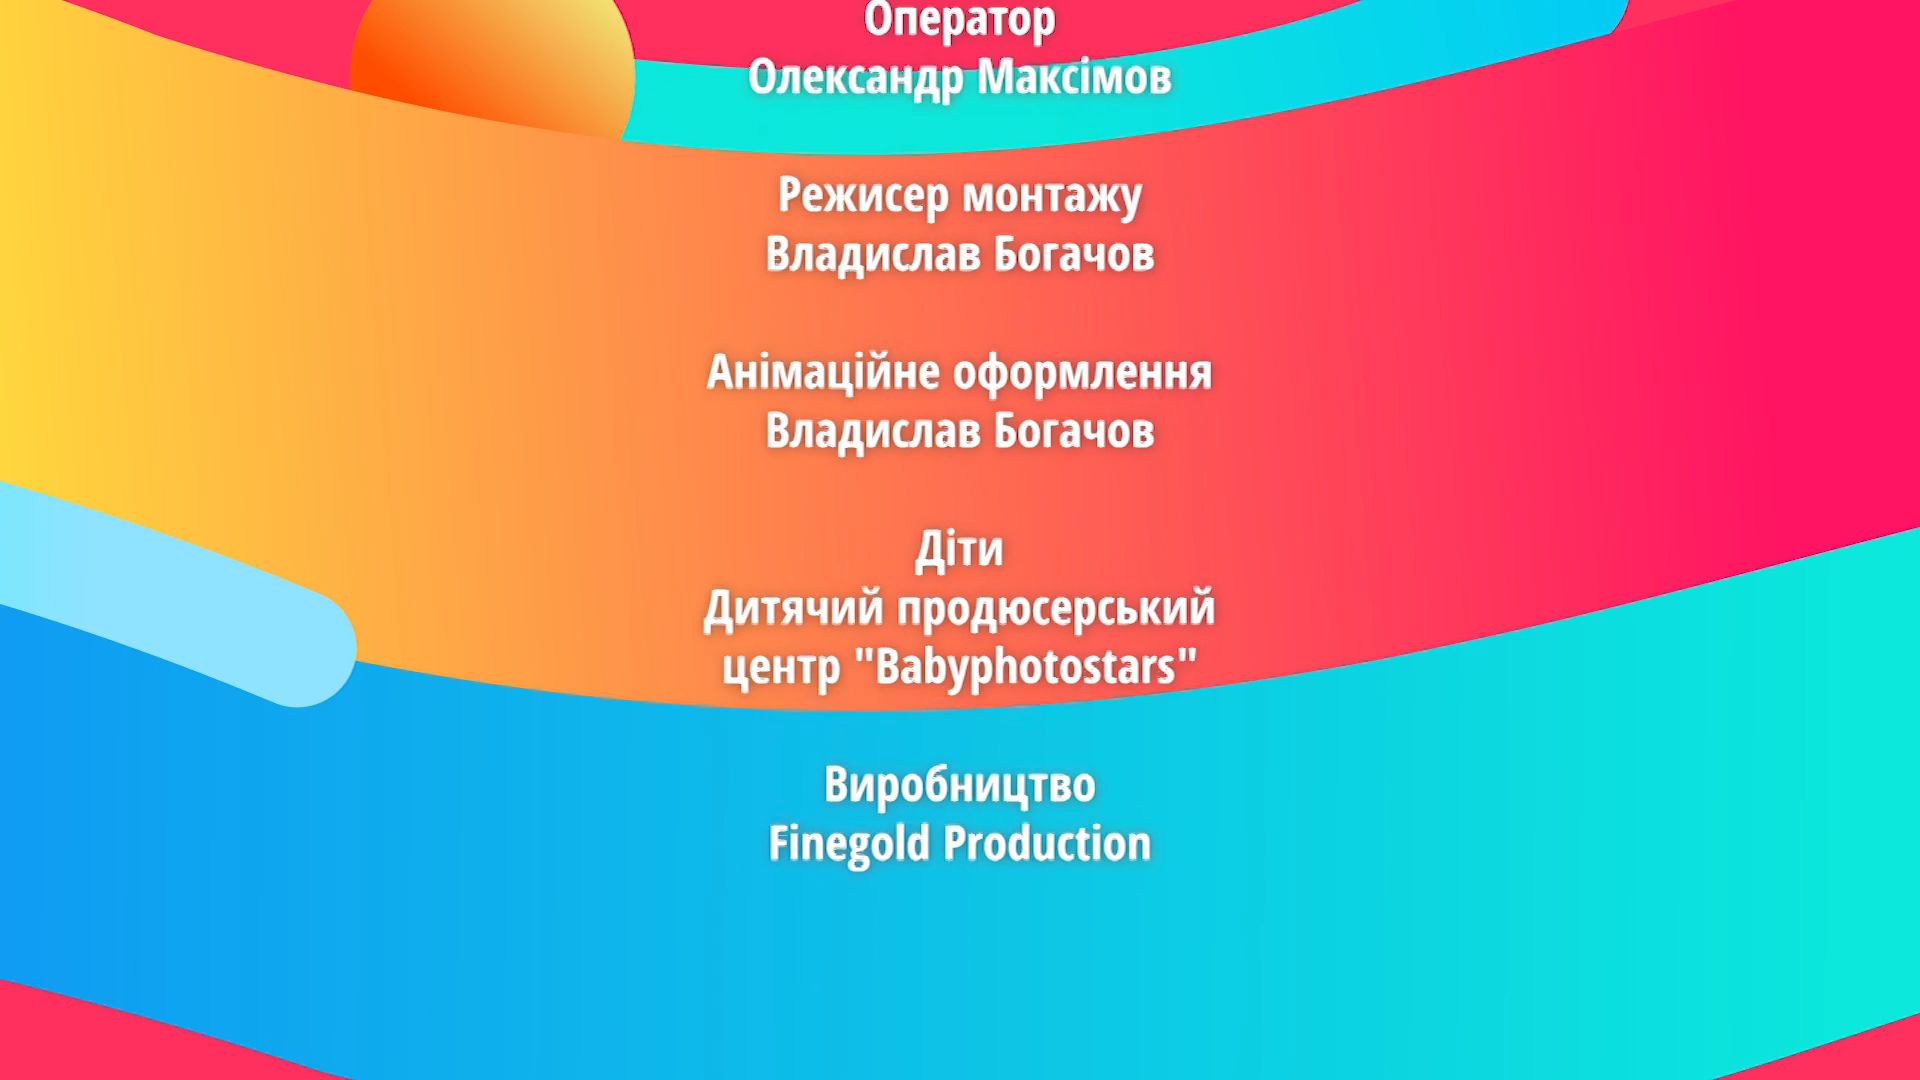 Оператор
Олександр Максімов
Режисер монтажу
Владислав Богачов
Анімаційне оформлення
Владислав Богачов
Діти
Дитячий продюсерський
центр "Babyphotostars"
Виробництво
Finegold Production